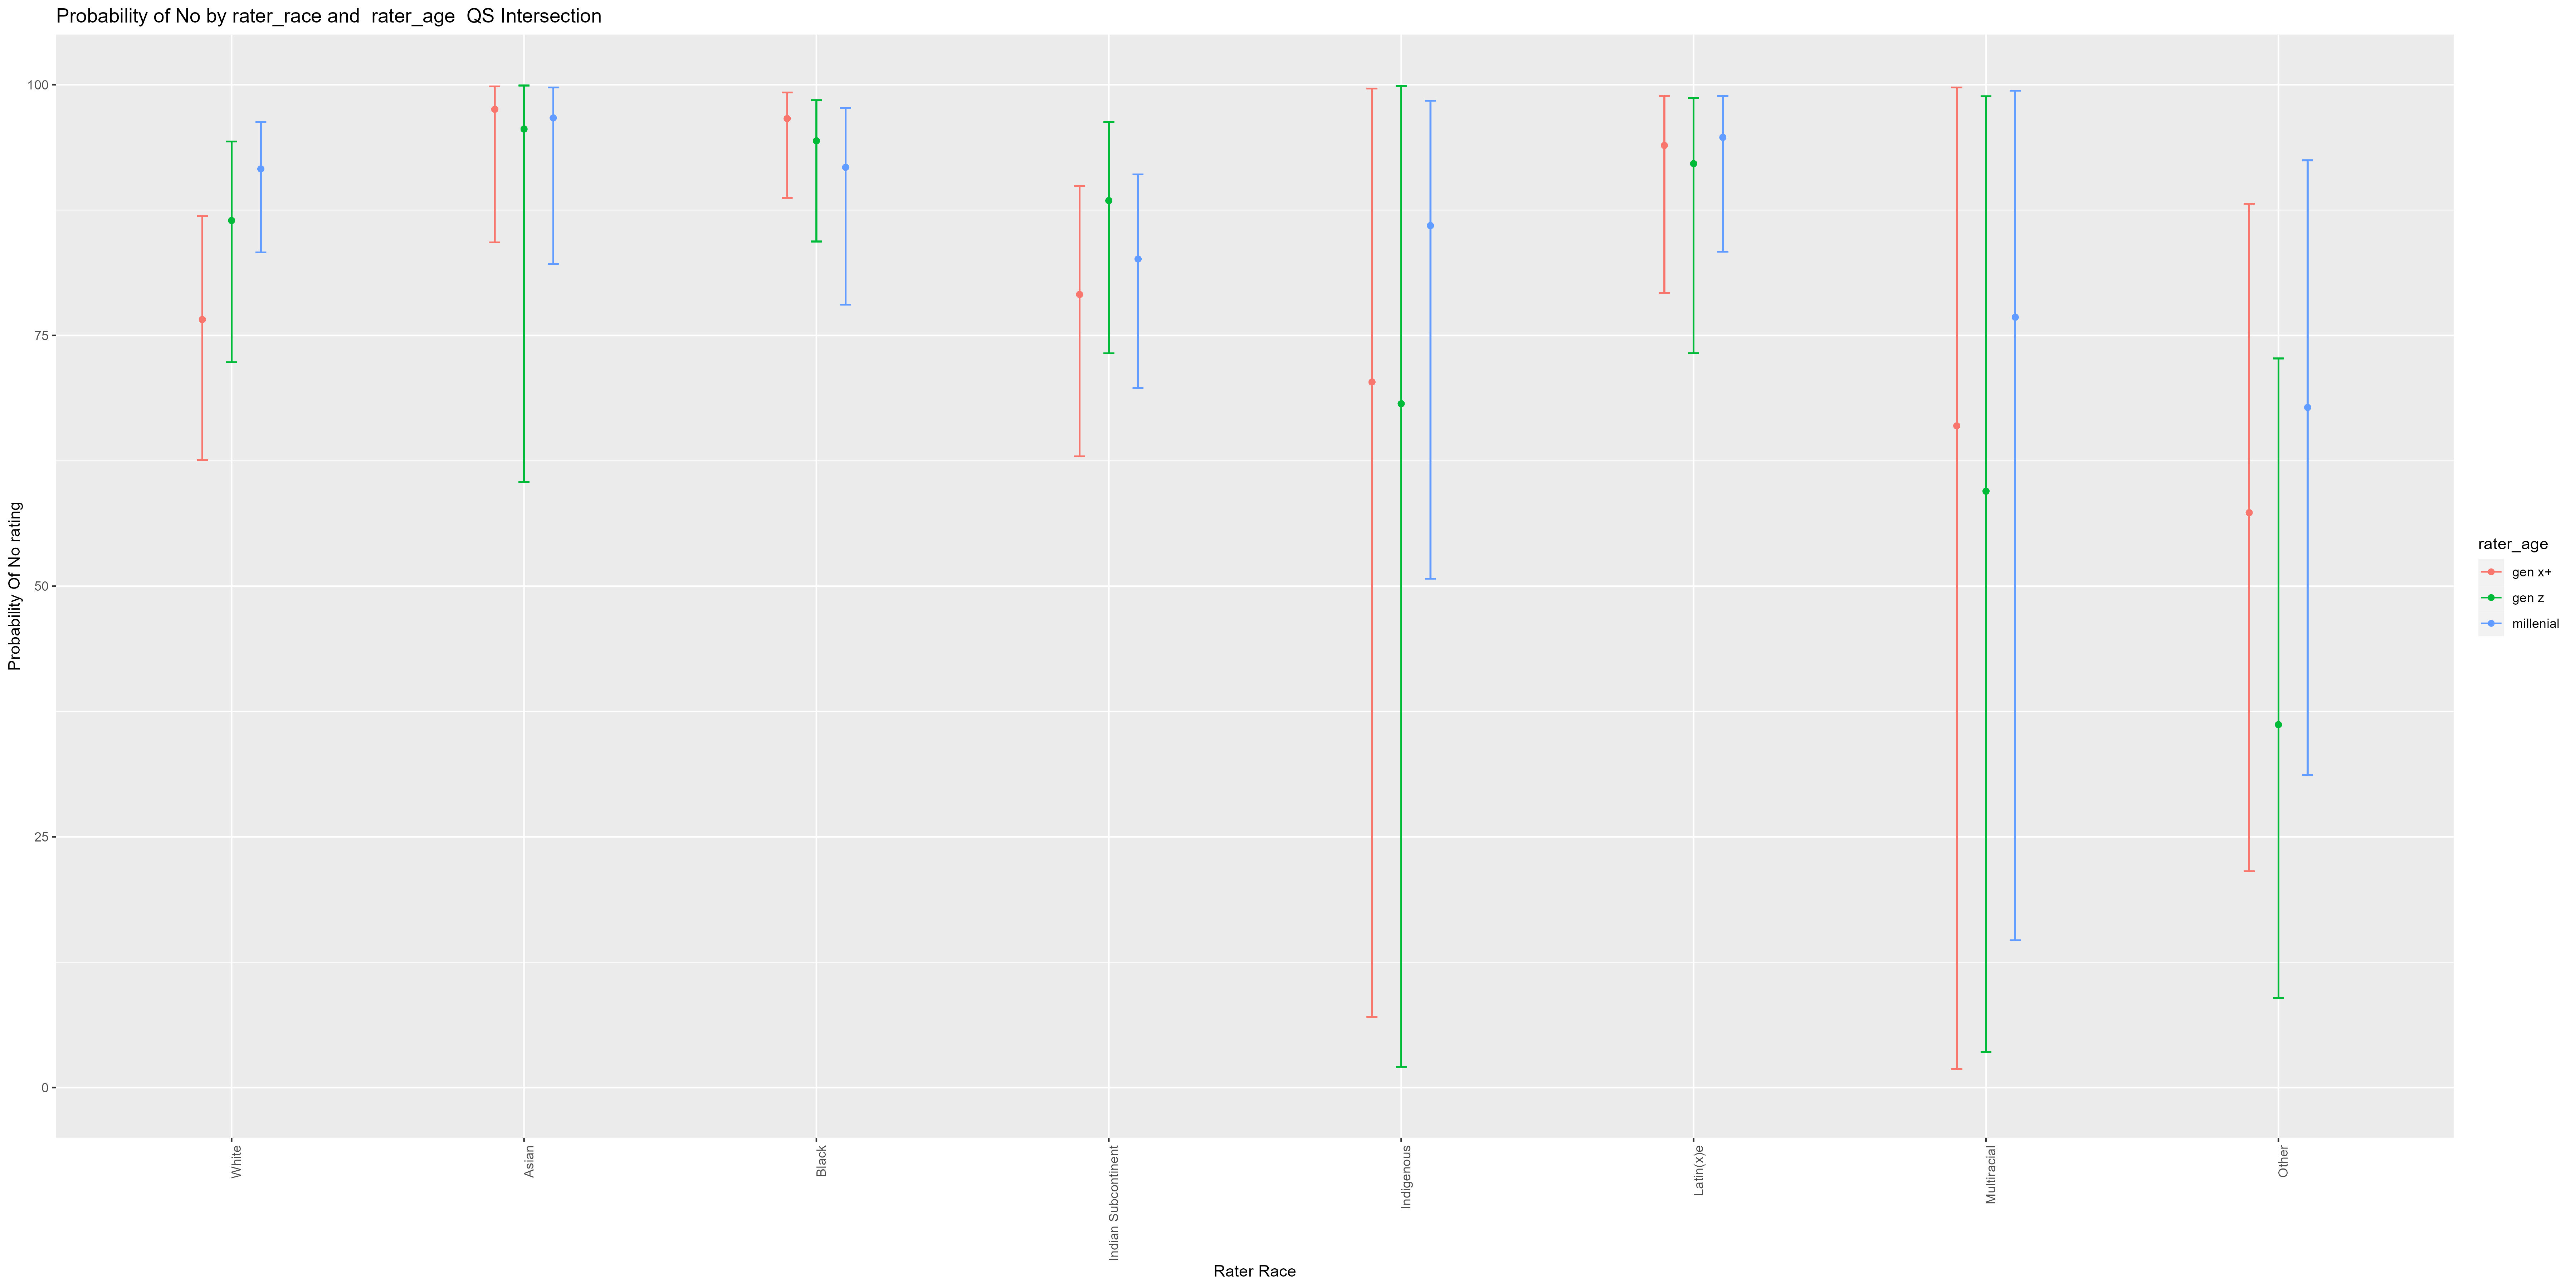 Probability of No by rater_race and  rater_age  QS Intersection
100
75
50
25
0
Probability Of No rating
White
Asian
Black
Indian Subcontinent
Indigenous
Latin(x)e
Multiracial
Other
Rater Race
rater_age
gen x+
gen z
millenial